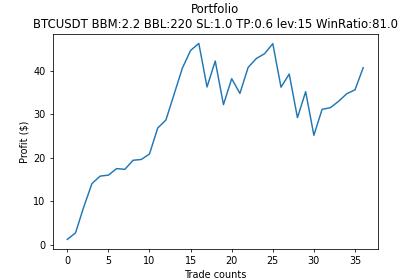 Portfolio
BTCUSDT BBM:2.2 BBL:220 SL:1.0 TP:0.6 lev:15 WinRatio:81.0
Profit ($)
40
30
20
10
0
0 5 10 15 20 25 30 35
Trade counts